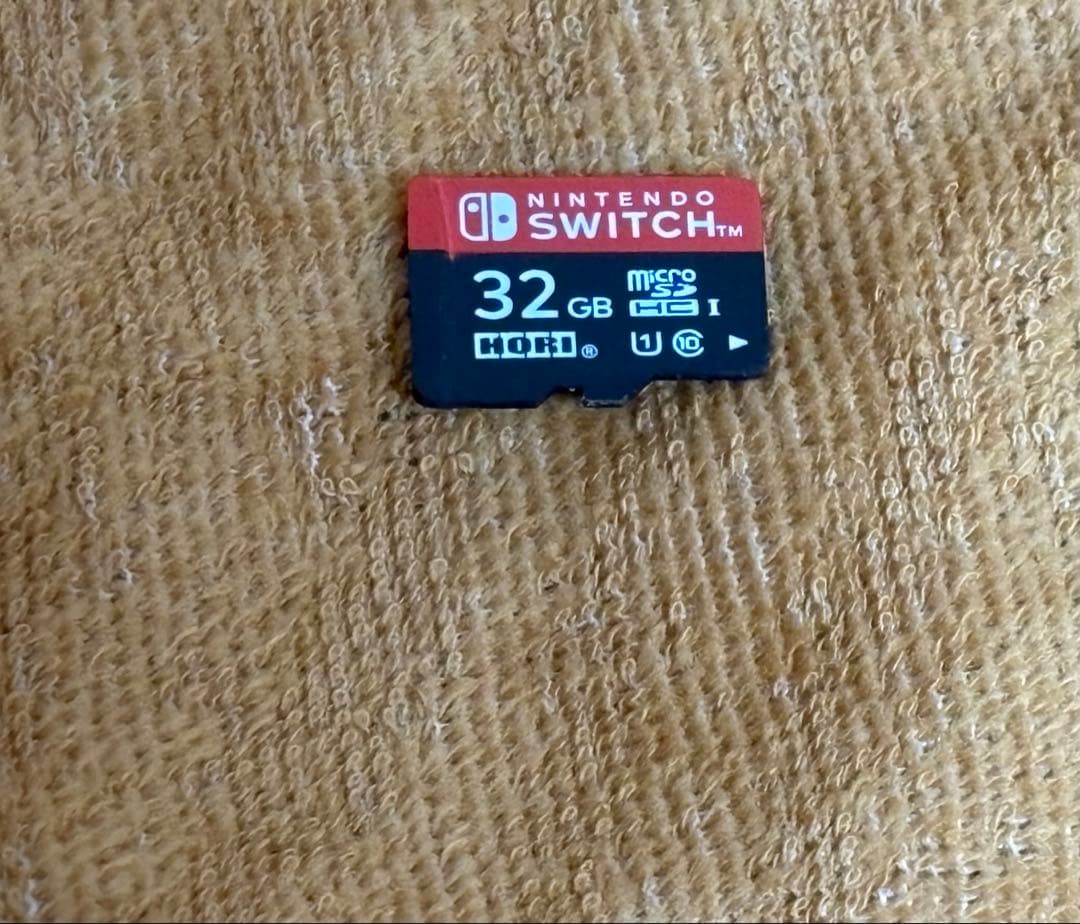 NINTENDO
SWITCH™
32 GB
micro
SD
HC I
HORI®
U1 10